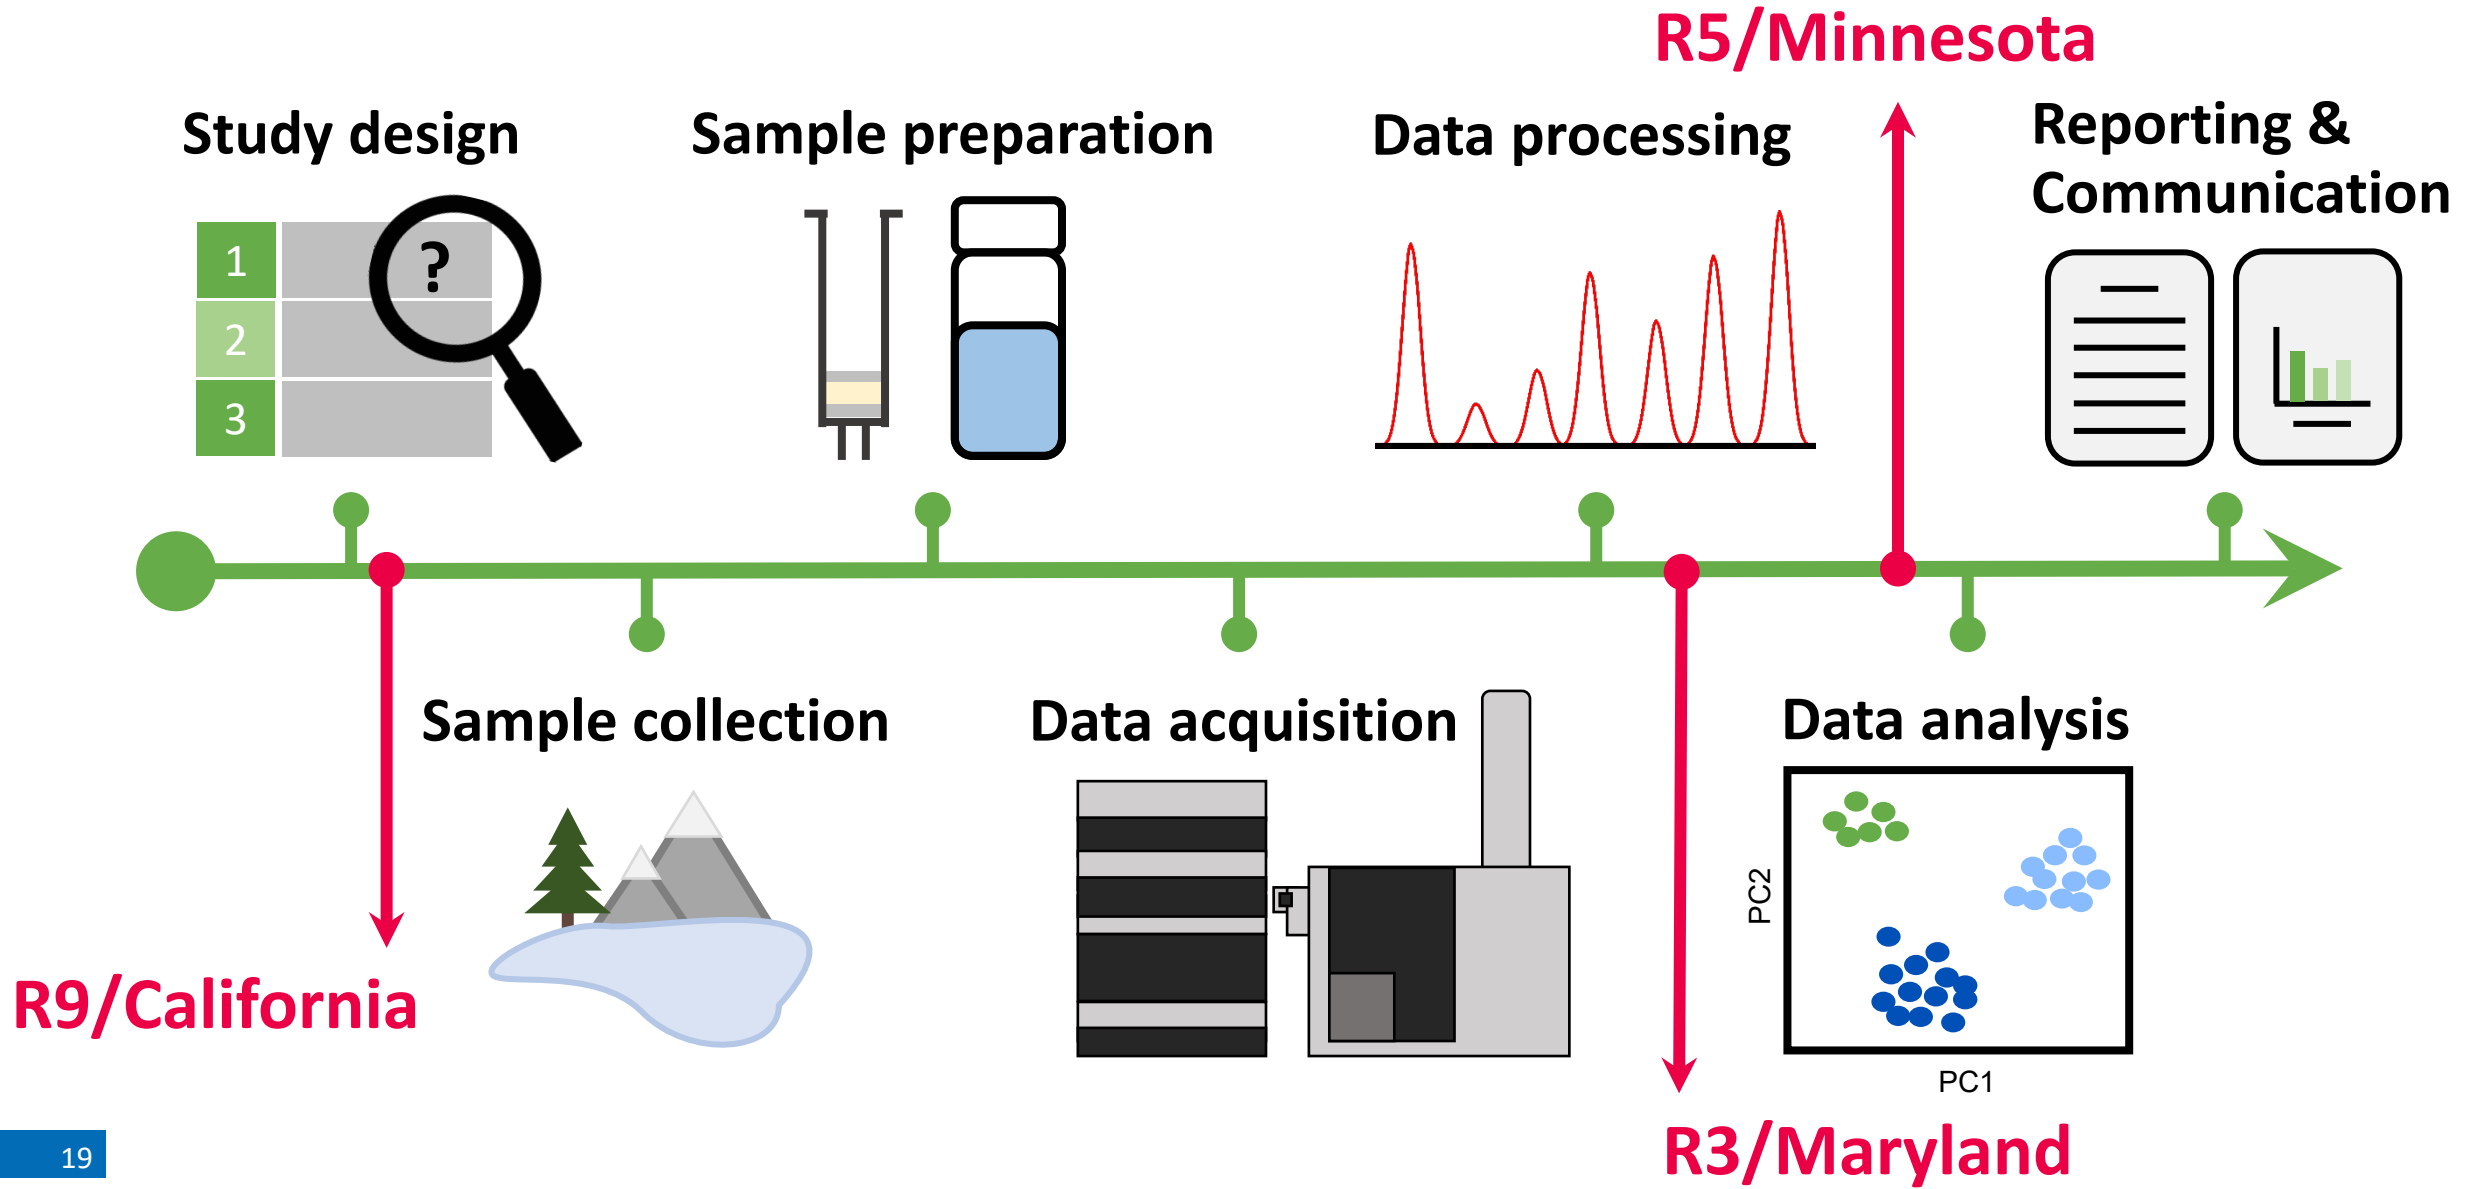 R5/Minnesota
Study design
Sample preparation
Data processing
Reporting &
Communication
1
?
2
3
Sample collection
Data acquisition
Data analysis
R9/California
PC2
PC1
R3/Maryland
19